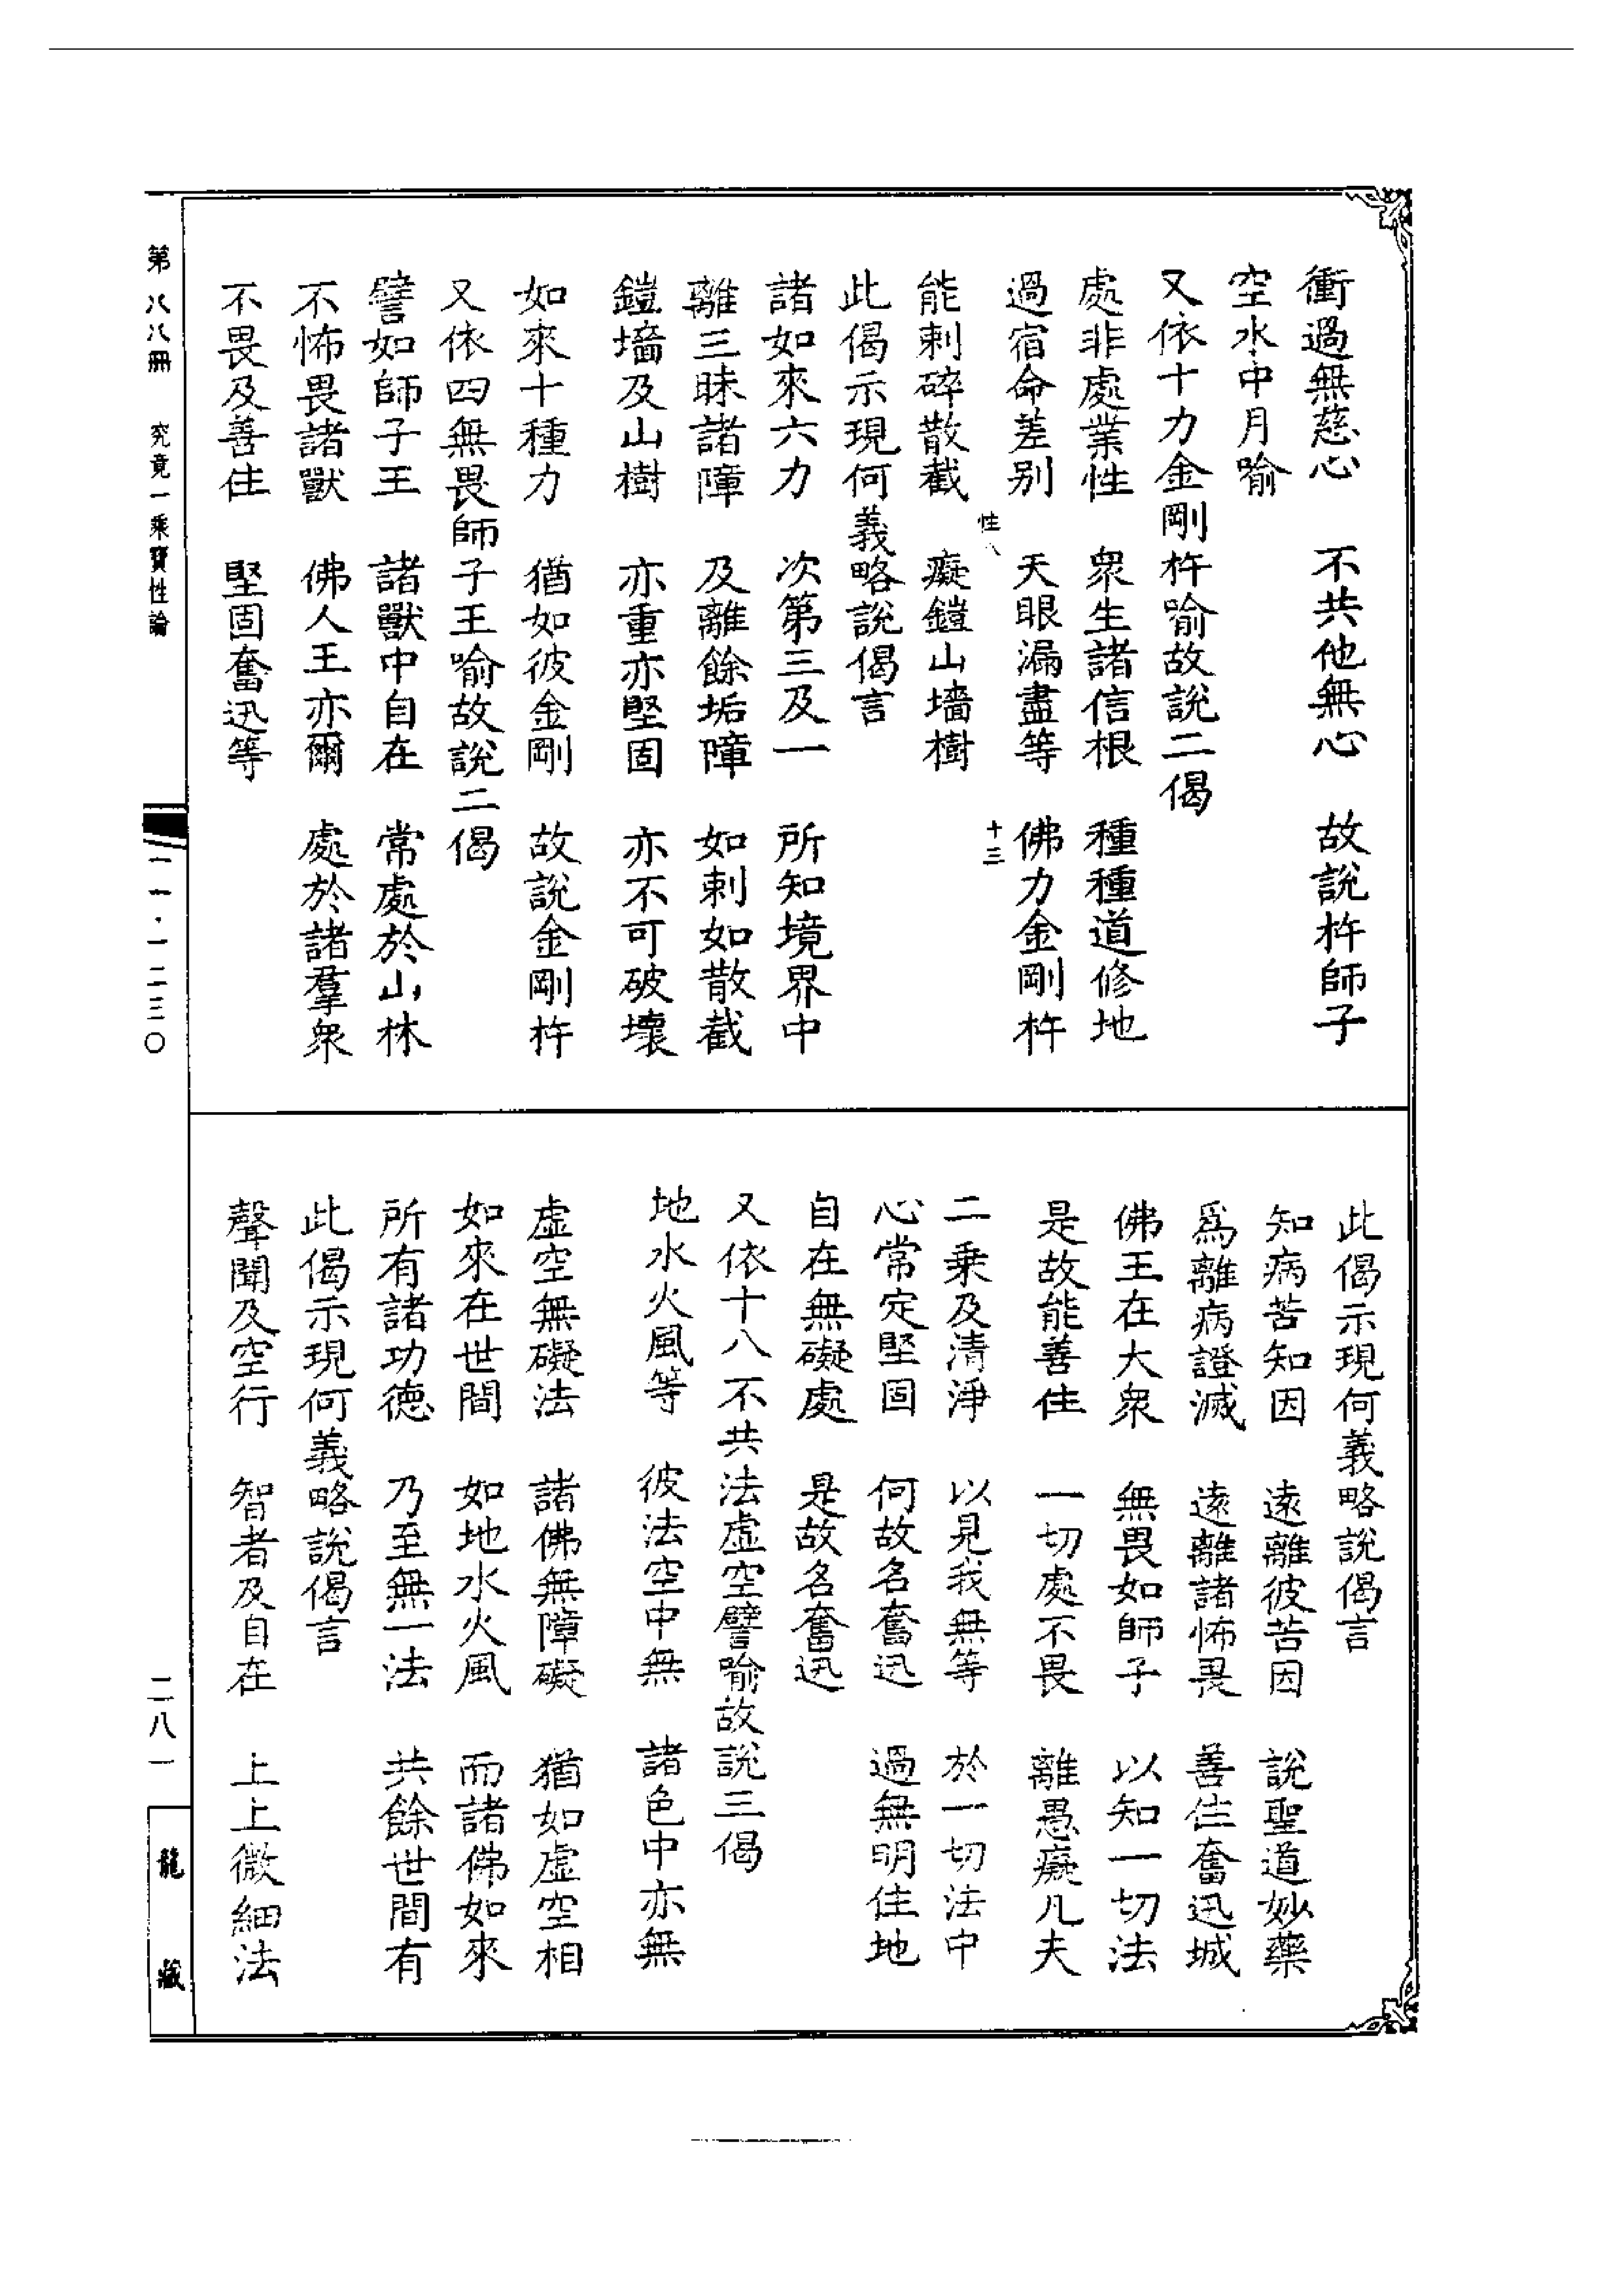 衝過無慈心　不共他無心　故說杵師子
空水中月喻
又依十力金剛杵喻故說二偈
處非處業性　衆生諸信根　種種道修地
過宿命差别　天眼漏盡等　佛力金剛杵
性八　十三
能刺碎散截　癡鎧山墻樹
此偈示現何義略說偈言
諸如來六力　次第三及一　所知境界中
離三昧諸障　及離餘垢障　如刺如散截
鎧墻及山樹　亦重亦堅固　亦不可破壞
如來十種力　猶如彼金剛　故說金剛杵
又依四無畏師子王喻故說二偈
譬如師子王　諸獸中自在　常處於山林
不怖畏諸獸　佛人王亦爾　處於諸羣衆
不畏及善住　堅固奮迅等
此偈示現何義略說偈言
知病苦知因　遠離彼苦因　說聖道妙藥
爲離病證滅　遠離諸怖畏　善住奮迅城
佛王在大衆　無畏如師子　以知一切法
是故能善住　一切處不畏　離愚癡凡夫
二乘及清淨　以見我無等　於一切法中
心常定堅固　何故名奮迅　過無明住地
自在無礙處　是故名奮迅
又依十八不共法虛空譬喻故說三偈
地水火風等　彼法空中無　諸色中亦無
虛空無礙法　諸佛無障礙　猶如虛空相
如來在世間　如地水火風　而諸佛如來
所有諸功德　乃至無一法　共餘世間有
此偈示現何義略說偈言
聲聞及空行　智者及自在　上上微細法
第八八冊　究竟一乘寶性論
一一·一二三〇
二八一
龍藏